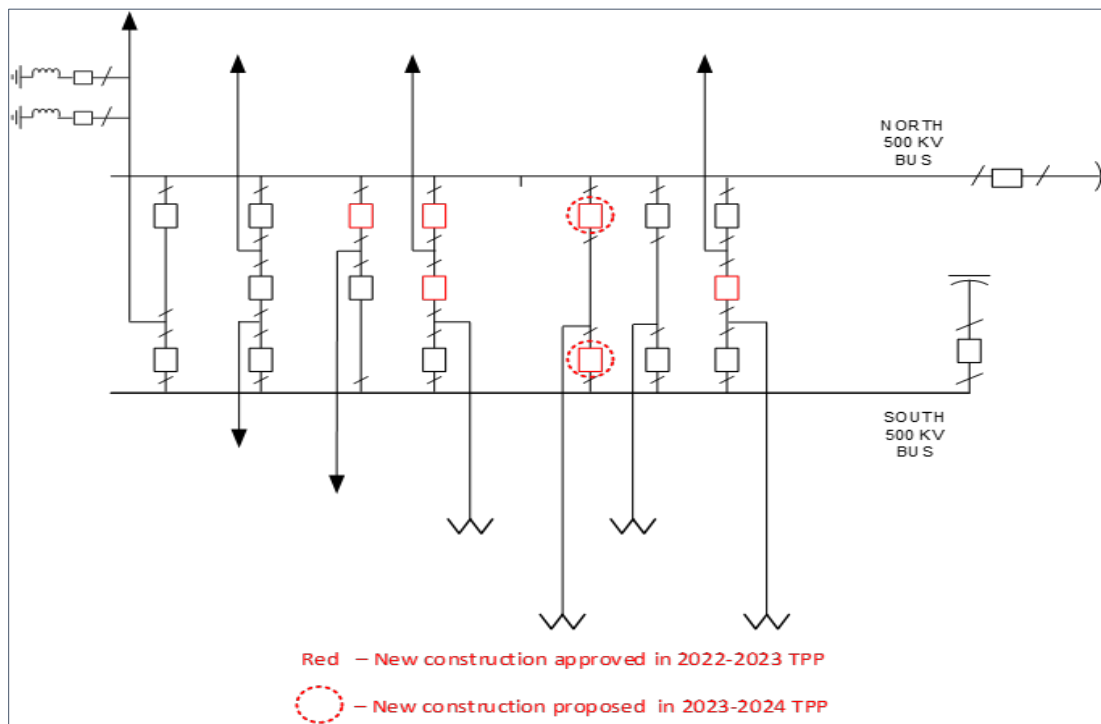 NORTH
500 KV
BUS
SOUTH
500 KV
BUS
Red – New construction approved in 2022-2023 TPP
– New construction proposed in 2023-2024 TPP